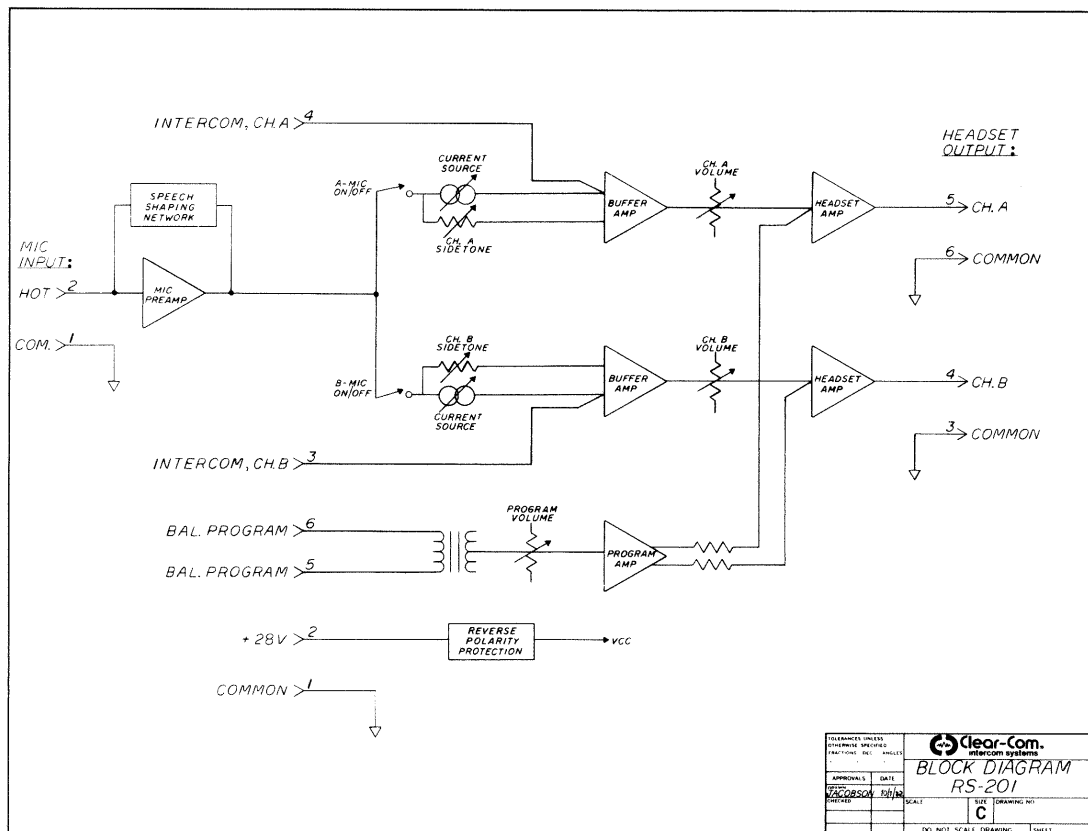 INTERCOM, CH.A 4
HEADSET
OUTPUT:
CURRENT
SOURCE
CH. A
VOLUME
A-MIC
ON/OFF
SPEECH
SHAPING
NETWORK
BUFFER
AMP
HEADSET
AMP
5 CH. A
CH. A
SIDETONE
MIC
INPUT:
6 COMMON
HOT 2
MIC
PREAMP
COM. 1
CH. B
SIDETONE
CH. B
VOLUME
B-MIC
ON/OFF
BUFFER
AMP
HEADSET
AMP
4 CH. B
CURRENT
SOURCE
3 COMMON
INTERCOM, CH.B 3
PROGRAM
VOLUME
BAL. PROGRAM 6
PROGRAM
AMP
BAL. PROGRAM 5
+28V 2
REVERSE
POLARITY
PROTECTION
VCC
COMMON 1
TOLERANCES UNLESS
OTHERWISE SPECIFIED
FRACTIONS DEC. ANGLES
Clear-Com.
intercom systems
BLOCK DIAGRAM
RS-201
APPROVALS DATE
DRAWN
JACOBSON
CHECKED
SCALE
SIZE
C
DRAWING NO
DO NOT SCALE DRAWING
SHEET